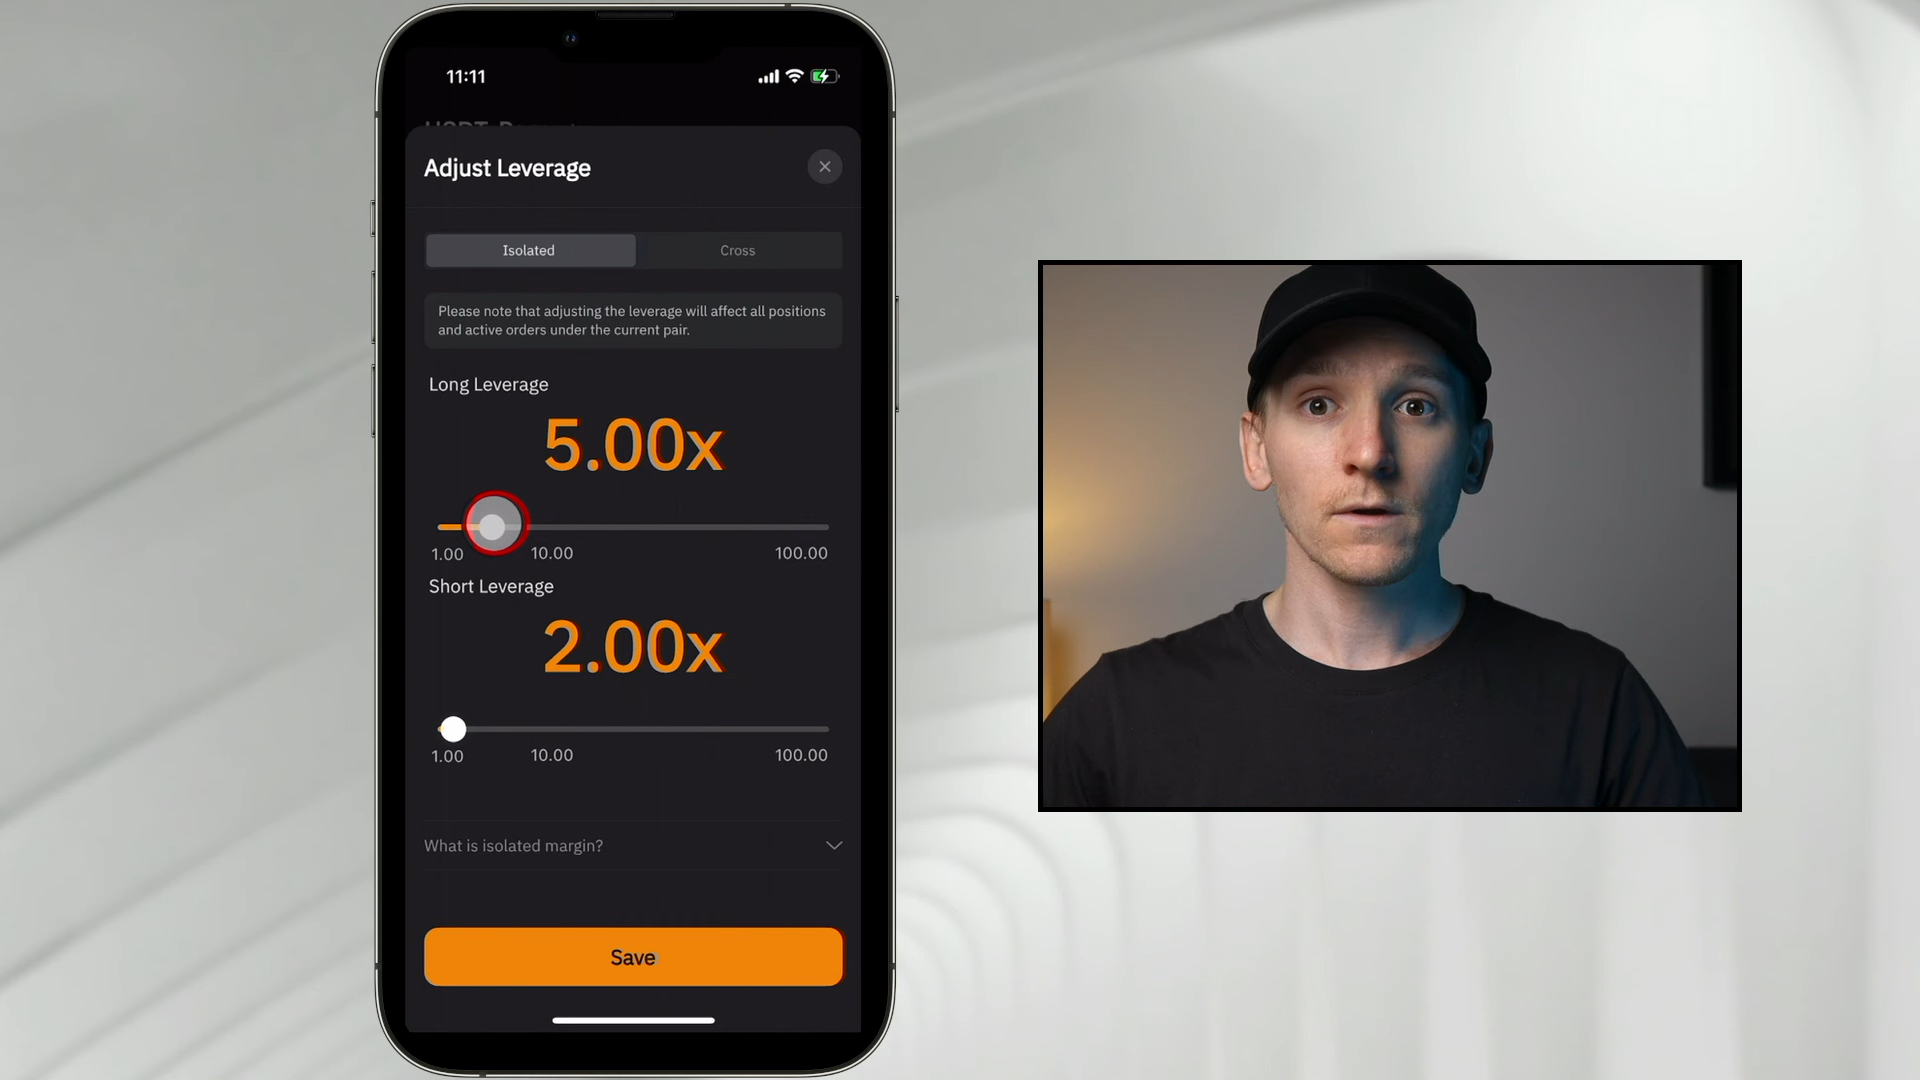 11:11
Adjust Leverage
Isolated
Cross
Please note that adjusting the leverage will affect all positions
and active orders under the current pair.
Long Leverage
5.00x
1.00 10.00 100.00
Short Leverage
2.00x
1.00 10.00 100.00
What is isolated margin?
Save